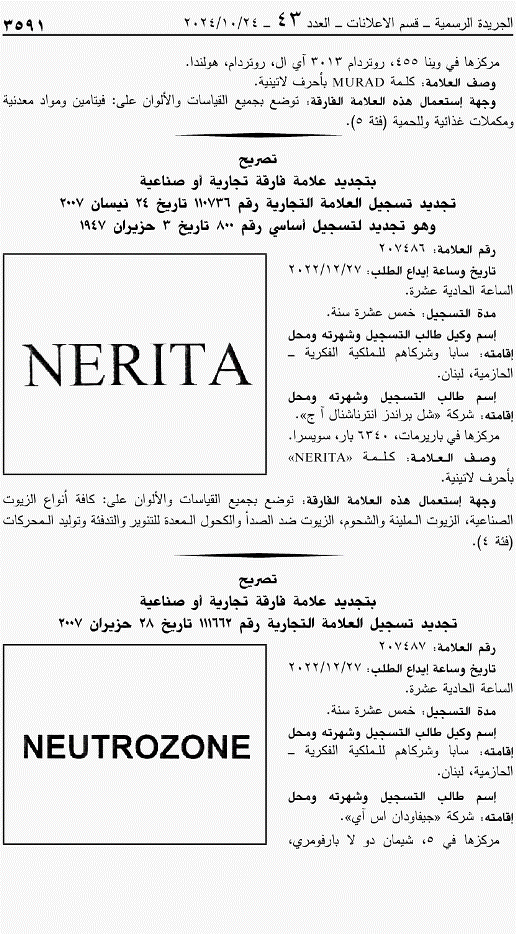 الجريدة الرسمية ــ قسم الاعلانات ــ العدد ٤٣ ــ ٢٠٢٤/١٠/٢٤
٣٥٩١
مركزها في وينا ٤٥٥، روتردام ٣٠١٣ آي ال، روتردام، هولندا.
وصف العلامة: كلمة MURAD بأحرف لاتينية.
وجهة إستعمال هذه العلامة الفارقة: توضع بجميع القياسات والألوان على: فيتامين ومواد معدنية
ومكملات غذائية وللحمية (فئة ٥).
تصريح
بتجديد علامة فارقة تجارية أو صناعية
تجديد تسجيل العلامة التجارية رقم ١١٠٧٣٦ تاريخ ٢٤ نيسان ٢٠٠٧
وهو تجديد لتسجيل أساسي رقم ٨٠٠ تاريخ ٣ حزيران ١٩٤٧
رقم العلامة: ٢٠٧٤٨٦
تاريخ وساعة إيداع الطلب: ٢٠٢٢/١٢/٢٧
الساعة الحادية عشرة.
مدة التسجيل: خمس عشرة سنة.
إسم وكيل طالب التسجيل وشهرته ومحل
إقامته: سابا وشركاهم للملكية الفكرية ــ
الحازمية، لبنان.
إسم طالب التسجيل وشهرته ومحل
إقامته: شركة «شل براندز انترناشنال آ ج».
مركزها في باريرمات، ٦٣٤٠ بار، سويسرا.
وصف العلامة: كلمة «NERITA»
بأحرف لاتينية.
NERITA
وجهة إستعمال هذه العلامة الفارقة: توضع بجميع القياسات والألوان على: كافة أنواع الزيوت
الصناعية، الزيوت الملينة والشحوم، الزيوت ضد الصدأ والكحول المعدة للتنوير والتدفئة وتوليد المحركات
(فئة ٤).
تصريح
بتجديد علامة فارقة تجارية أو صناعية
تجديد تسجيل العلامة التجارية رقم ١١١٦٦٢ تاريخ ٢٨ حزيران ٢٠٠٧
رقم العلامة: ٢٠٧٤٨٧
تاريخ وساعة إيداع الطلب: ٢٠٢٢/١٢/٢٧
الساعة الحادية عشرة.
مدة التسجيل: خمس عشرة سنة.
إسم وكيل طالب التسجيل وشهرته ومحل
إقامته: سابا وشركاهم للملكية الفكرية ــ
الحازمية، لبنان.
إسم طالب التسجيل وشهرته ومحل
إقامته: شركة «جيفاودان اس آي».
مركزها في ٥، شيمان دو لا بارفومري،
NEUTROZONE